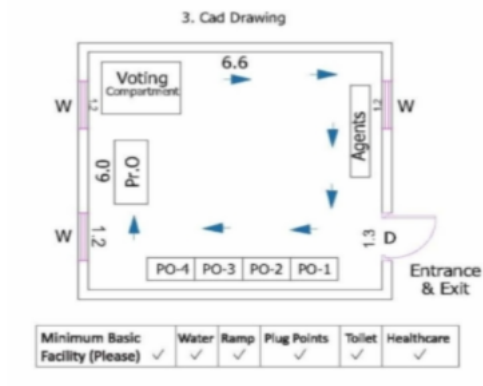 3. Cad Drawing
6.6
Voting
Compartment
W
1.2
Agents
1.2
W
0.9
Pr.O
W
1.2
1.3
D
PO-4 PO-3 PO-2 PO-1
Entrance
& Exit
Minimum Basic Facility (Please) ✓
Water ✓
Ramp ✓
Plug Points ✓
Toilet ✓
Healthcare ✓